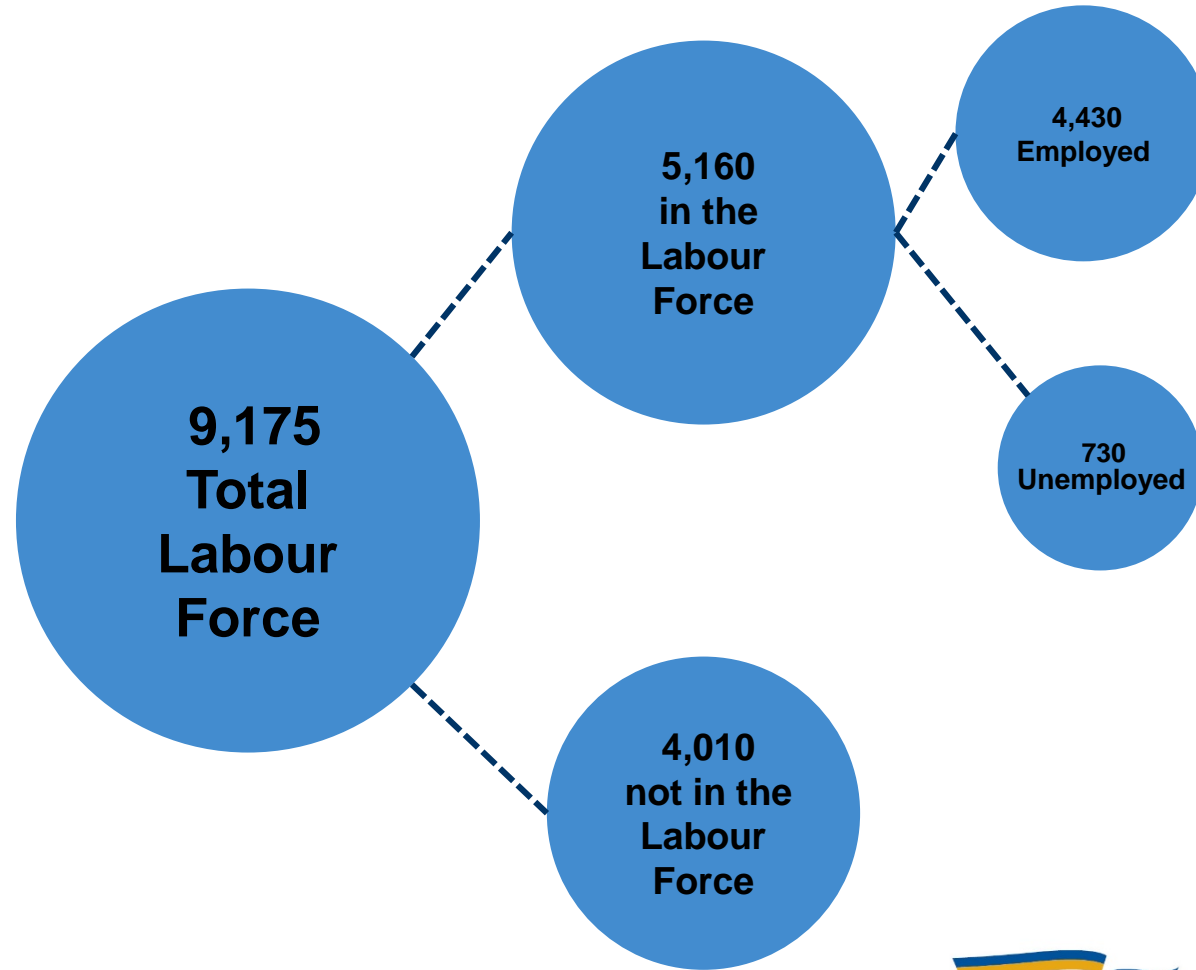 4,430
Employed
5,160
in the
Labour
Force
730
Unemployed
9,175
Total
Labour
Force
4,010
not in the
Labour
Force